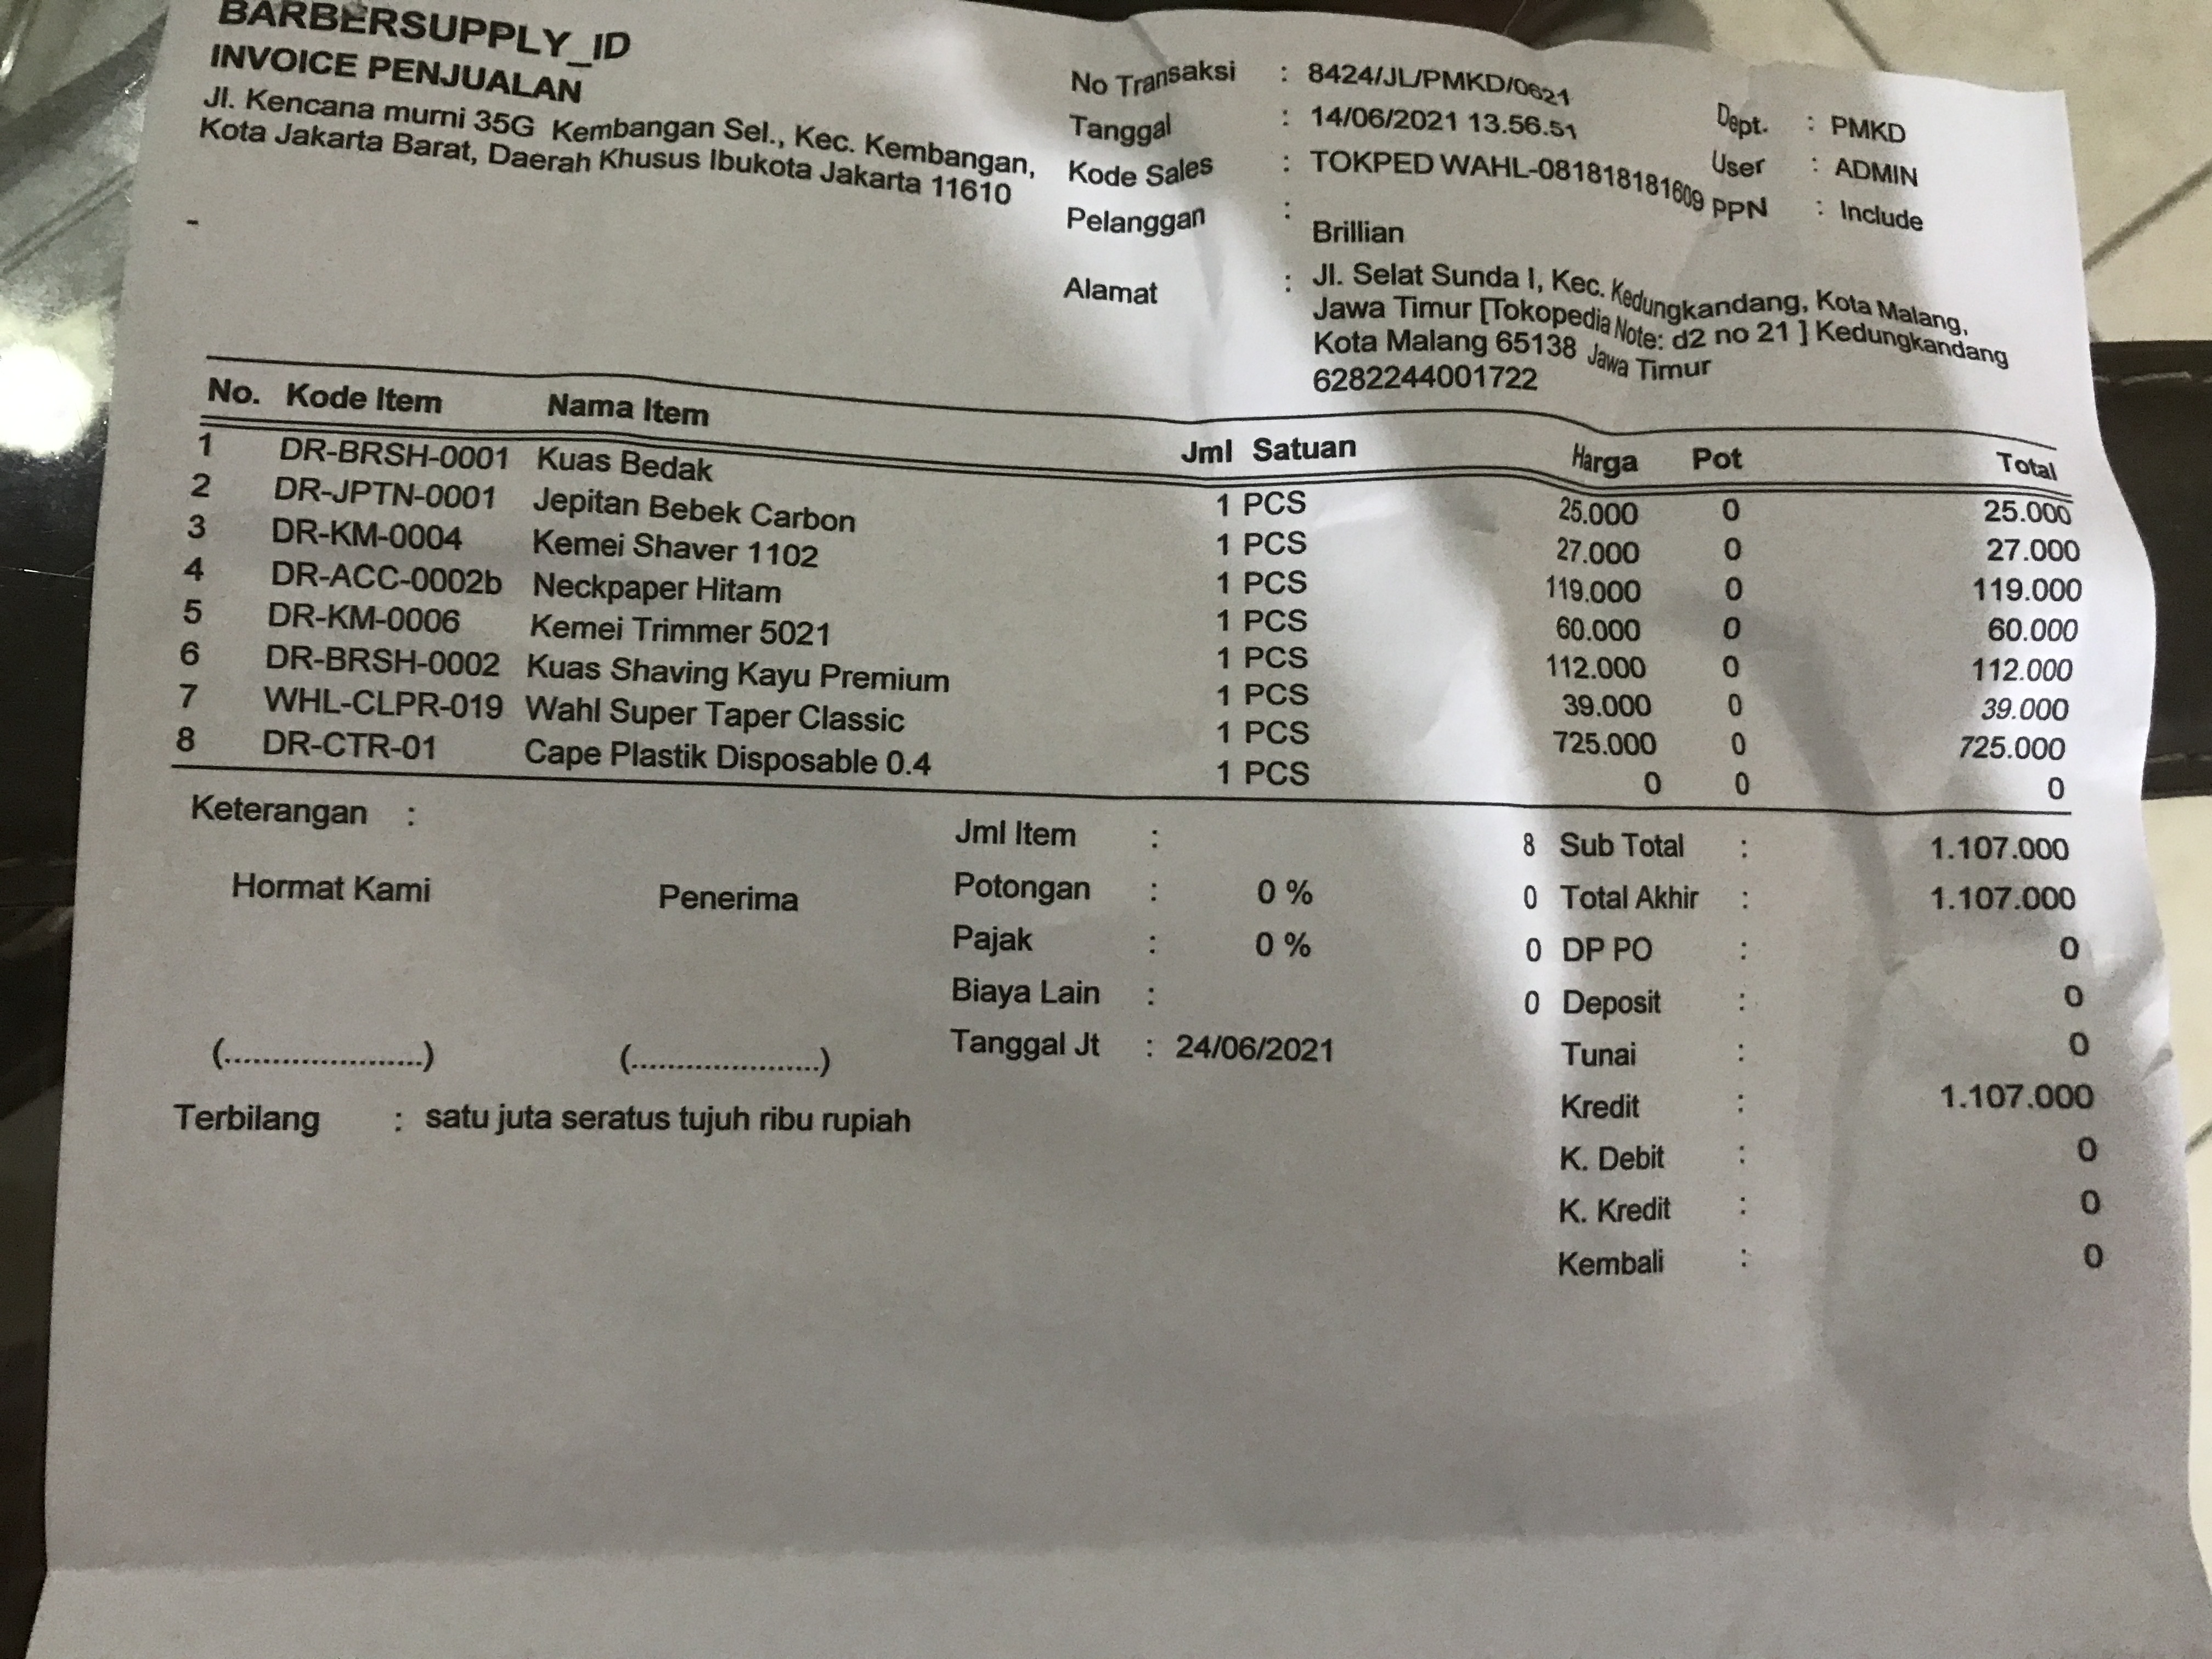 BARBERSUPPLY_ID
INVOICE PENJUALAN
Jl. Kencana murni 35G Kembangan Sel., Kec. Kembangan,
Kota Jakarta Barat, Daerah Khusus Ibukota Jakarta 11610
-
No Transaksi : 8424/JL/PMKD/0621
Tanggal : 14/06/2021 13.56.51 Dept. : PMKD
Kode Sales : TOKPED WAHL-081818181609 User : ADMIN
Pelanggan : Brillian PPN : Include
Alamat : Jl. Selat Sunda I, Kec. Kedungkandang, Kota Malang,
Jawa Timur [Tokopedia Note: d2 no 21 ] Kedungkandang
Kota Malang 65138 Jawa Timur
6282244001722
No. Kode Item Nama Item Jml Satuan Harga Pot Total
1 DR-BRSH-0001 Kuas Bedak 1 PCS 25.000 0 25.000
2 DR-JPTN-0001 Jepitan Bebek Carbon 1 PCS 27.000 0 27.000
3 DR-KM-0004 Kemei Shaver 1102 1 PCS 119.000 0 119.000
4 DR-ACC-0002b Neckpaper Hitam 1 PCS 60.000 0 60.000
5 DR-KM-0006 Kemei Trimmer 5021 1 PCS 112.000 0 112.000
6 DR-BRSH-0002 Kuas Shaving Kayu Premium 1 PCS 39.000 0 39.000
7 WHL-CLPR-019 Wahl Super Taper Classic 1 PCS 725.000 0 725.000
8 DR-CTR-01 Cape Plastik Disposable 0.4 1 PCS 0 0 0
Keterangan : Jml Item : 8 Sub Total : 1.107.000
Hormat Kami Penerima Potongan : 0 % 0 Total Akhir : 1.107.000
Pajak : 0 % 0 DP PO : 0
Biaya Lain : 0 Deposit : 0
(................) (................) Tanggal Jt : 24/06/2021 Tunai : 0
Terbilang : satu juta seratus tujuh ribu rupiah Kredit : 1.107.000
K. Debit : 0
K. Kredit : 0
Kembali : 0